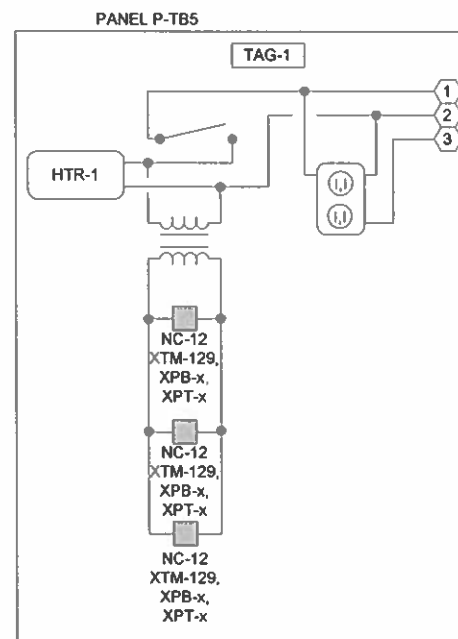 PANEL P-TB5
TAG-1
1
2
3
HTR-1
NC-12
XTM-129,
XPB-x,
XPT-x
NC-12
XTM-129,
XPB-x,
XPT-x
NC-12
XTM-129,
XPB-x,
XPT-x